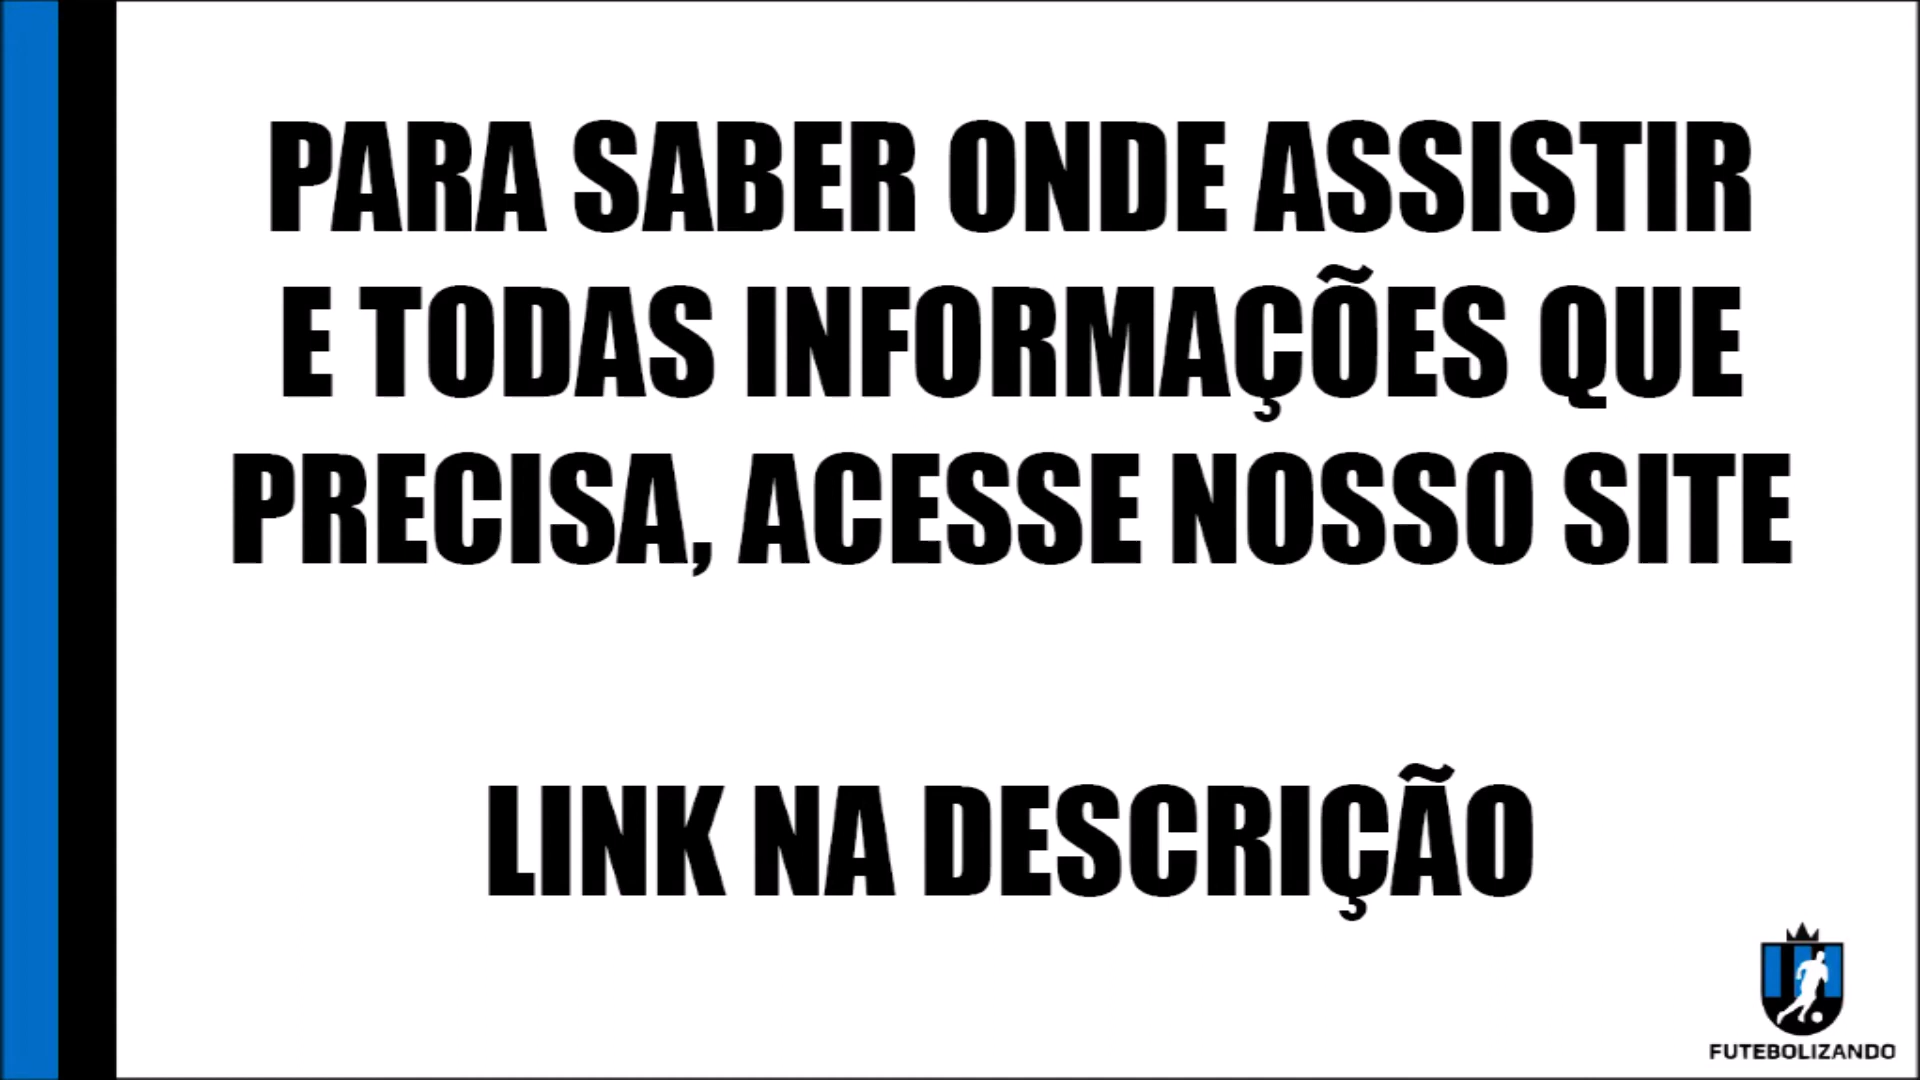 PARA SABER ONDE ASSISTIR
E TODAS INFORMAÇÕES QUE
PRECISA, ACESSE NOSSO SITE
LINK NA DESCRIÇÃO
FUTEBOLIZANDO